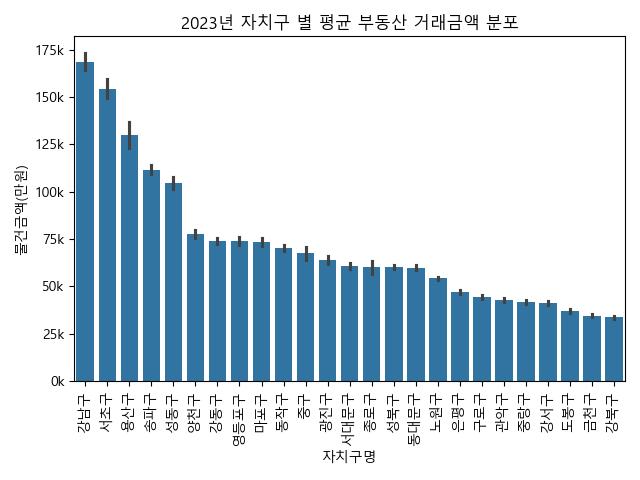 2023년 자치구 별 평균 부동산 거래금액 분포
물건금액(만원)
175k
150k
125k
100k
75k
50k
25k
0k
강남구
서초구
용산구
송파구
성동구
양천구
강동구
영등포구
마포구
동작구
중구
광진구
서대문구
종로구
성북구
동대문구
노원구
은평구
구로구
관악구
중랑구
강서구
도봉구
금천구
강북구
자치구명